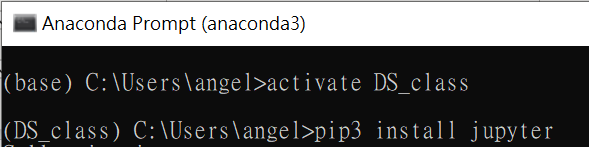 Anaconda Prompt (anaconda3)
(base) C:\Users\angel>activate DS_class
(DS_class) C:\Users\angel>pip3 install jupyter